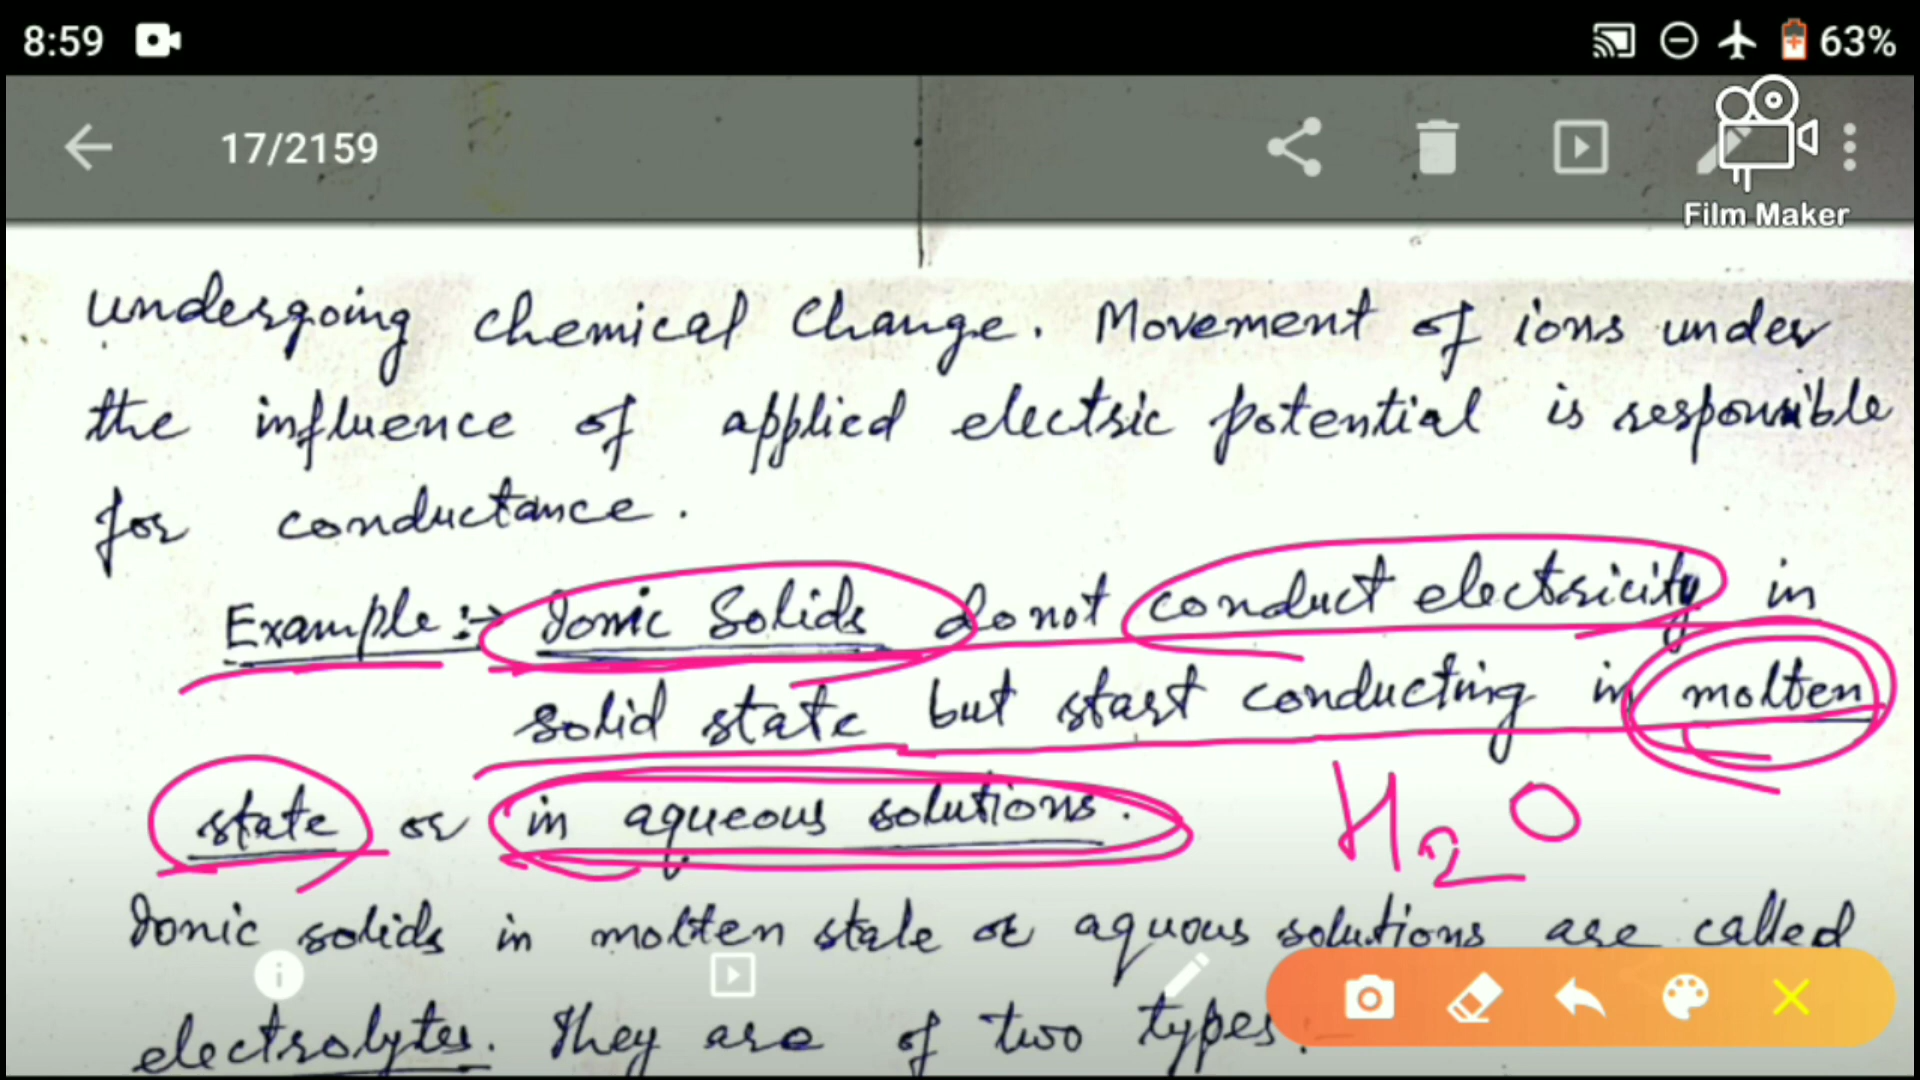 8:59 63%
17/2159
Film Maker
undergoing chemical change. Movement of ions under
the influence of applied electric potential is responsible
for conductance.
Example:- Ionic Solids do not conduct electricity in
solid state but start conducting in molten
state or in aqueous solutions.
H2O
Ionic solids in molten state or aquous solutions are called
electrolytes. They are of two types:-